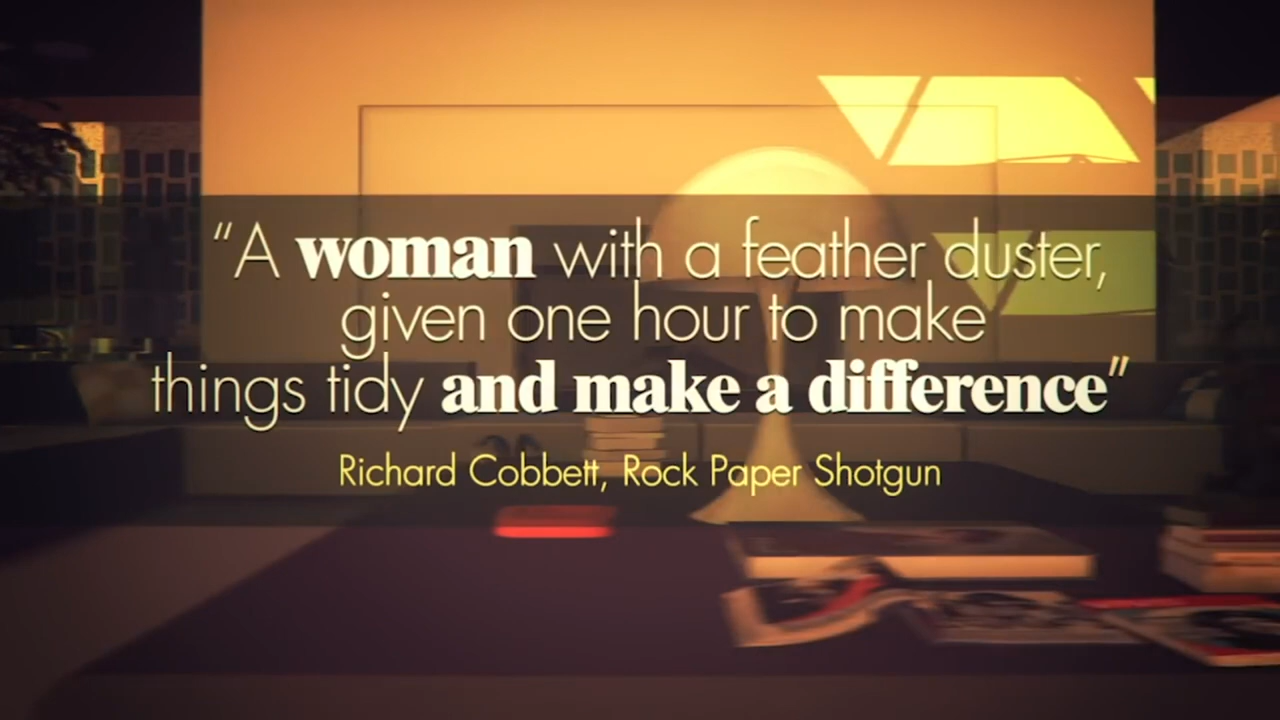 “A woman with a feather duster,
given one hour to make
things tidy and make a difference”
Richard Cobbett, Rock Paper Shotgun